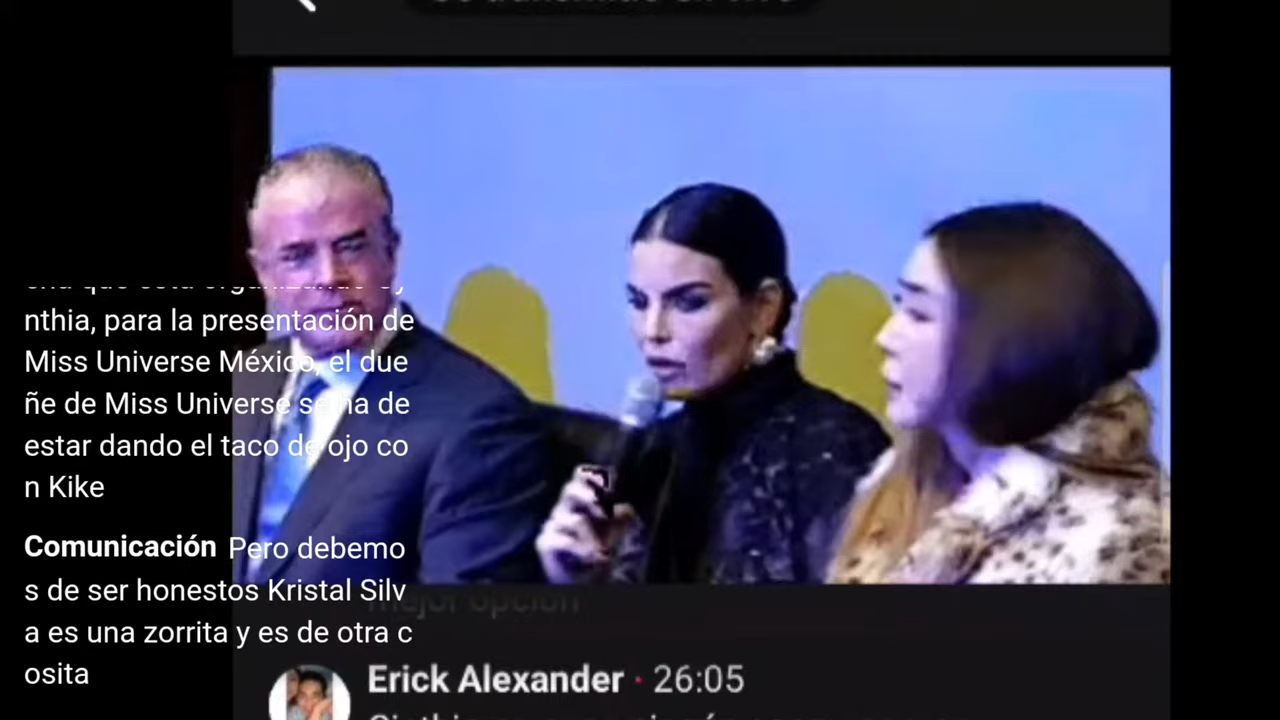 nthia, para la presentación de
Miss Universe México, el due
ñe de Miss Universe se ha de
estar dando el taco de ojo co
n Kike
Comunicación Pero debemo
s de ser honestos Kristal Silv
a es una zorrita y es de otra c
osita
mejor opción
Erick Alexander · 26:05